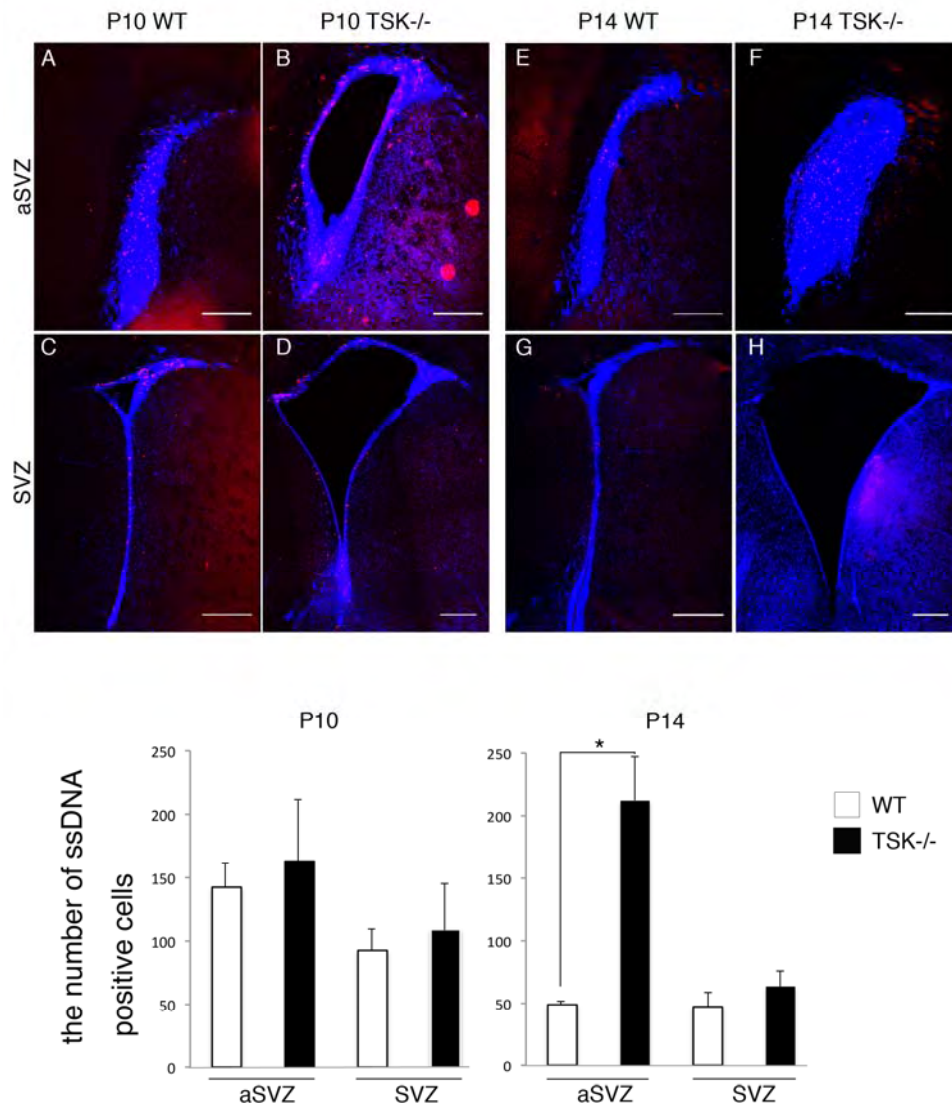 P10 WT
P10 TSK-/-
P14 WT
P14 TSK-/-
A
B
E
F
aSVZ
C
D
G
H
SVZ
P10
P14
the number of ssDNA
positive cells
250
200
150
100
50
0
aSVZ
SVZ
*
250
200
150
100
50
0
aSVZ
SVZ
WT
TSK-/-